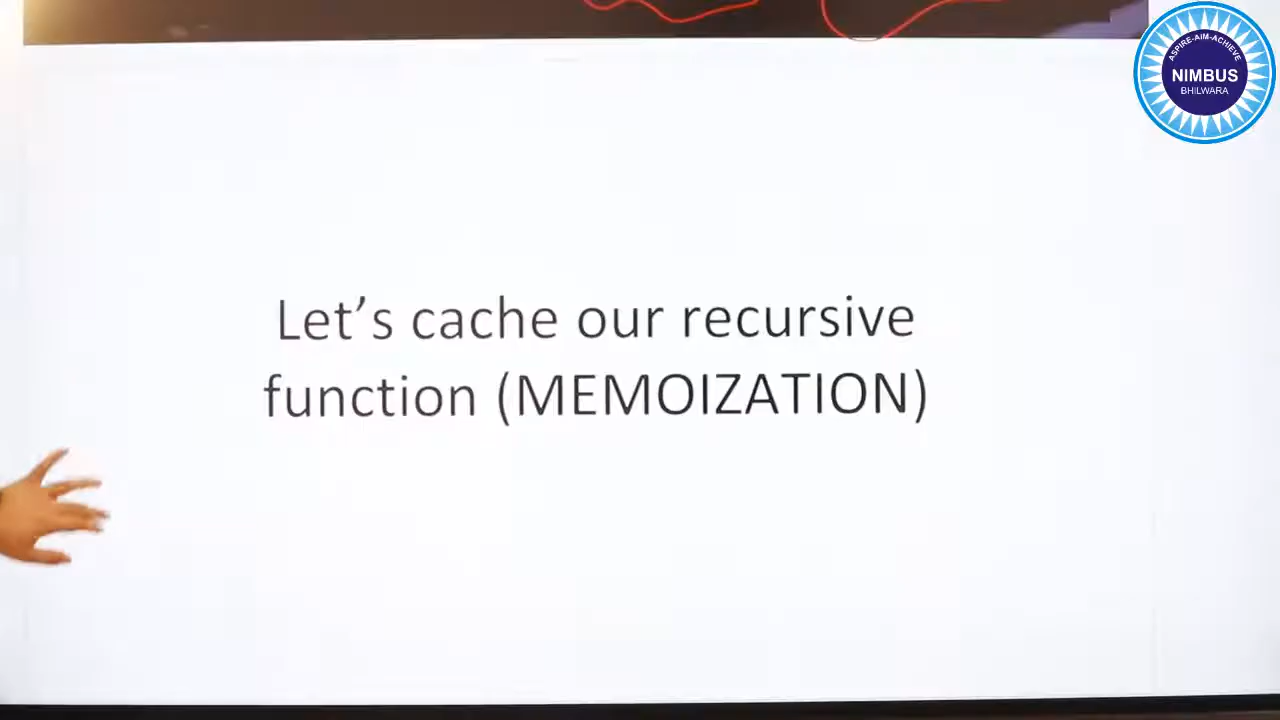 ASPIRE-AIM-ACHIEVE
NIMBUS
BHILWARA
Let's cache our recursive
function (MEMOIZATION)